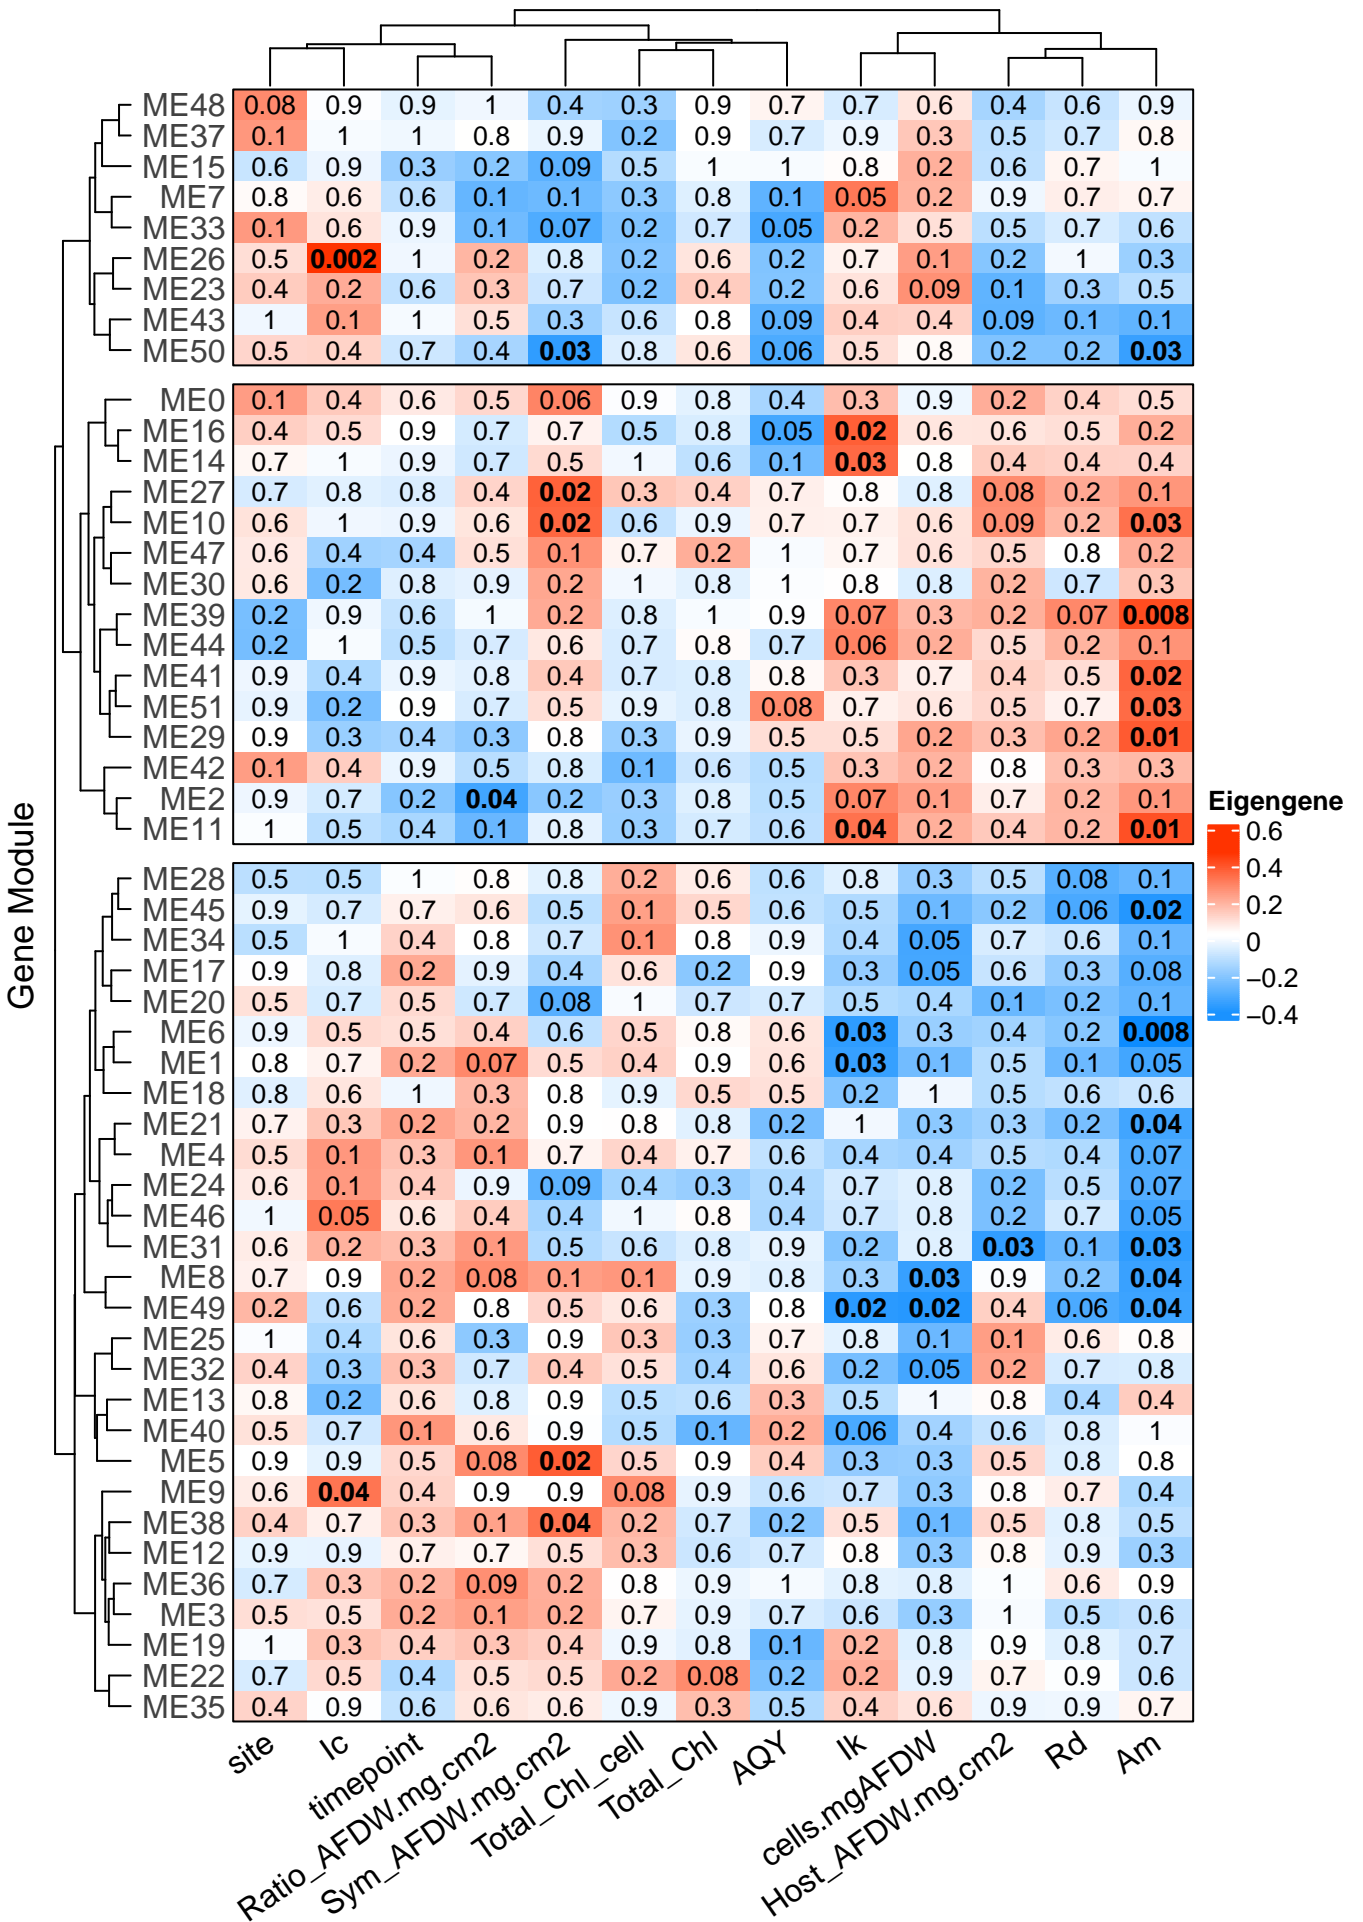 ME48 0.08 0.9 0.9 1 0.4 0.3 0.9 0.7 0.7 0.6 0.4 0.6 0.9
ME37 0.1 1 1 0.8 0.9 0.2 0.9 0.7 0.9 0.3 0.5 0.7 0.8
ME15 0.6 0.9 0.3 0.2 0.09 0.5 1 1 0.8 0.2 0.6 0.7 1
ME7 0.8 0.6 0.6 0.1 0.1 0.3 0.8 0.1 0.05 0.2 0.9 0.7 0.7
ME33 0.1 0.6 0.9 0.1 0.07 0.2 0.7 0.05 0.2 0.5 0.5 0.7 0.6
ME26 0.5 0.002 1 0.2 0.8 0.2 0.6 0.2 0.7 0.1 0.2 1 0.3
ME23 0.4 0.2 0.6 0.3 0.7 0.2 0.4 0.2 0.6 0.09 0.1 0.3 0.5
ME43 1 0.1 1 0.5 0.3 0.6 0.8 0.09 0.4 0.4 0.09 0.1 0.1
ME50 0.5 0.4 0.7 0.4 0.03 0.8 0.6 0.06 0.5 0.8 0.2 0.2 0.03
ME0 0.1 0.4 0.6 0.5 0.06 0.9 0.8 0.4 0.3 0.9 0.2 0.4 0.5
ME16 0.4 0.5 0.9 0.7 0.7 0.5 0.8 0.05 0.02 0.6 0.6 0.5 0.2
ME14 0.7 1 0.9 0.7 0.5 1 0.6 0.1 0.03 0.8 0.4 0.4 0.4
ME27 0.7 0.8 0.8 0.4 0.02 0.3 0.4 0.7 0.8 0.8 0.08 0.2 0.1
ME10 0.6 1 0.9 0.6 0.02 0.6 0.9 0.7 0.7 0.6 0.09 0.2 0.03
ME47 0.6 0.4 0.4 0.5 0.1 0.7 0.2 1 0.7 0.6 0.5 0.8 0.2
ME30 0.6 0.2 0.8 0.9 0.2 1 0.8 1 0.8 0.8 0.2 0.7 0.3
ME39 0.2 0.9 0.6 1 0.2 0.8 1 0.9 0.07 0.3 0.2 0.07 0.008
ME44 0.2 1 0.5 0.7 0.6 0.7 0.8 0.7 0.06 0.2 0.5 0.2 0.1
ME41 0.9 0.4 0.9 0.8 0.4 0.7 0.8 0.8 0.3 0.7 0.4 0.5 0.02
ME51 0.9 0.2 0.9 0.7 0.5 0.9 0.8 0.08 0.7 0.6 0.5 0.7 0.03
ME29 0.9 0.3 0.4 0.3 0.8 0.3 0.9 0.5 0.5 0.2 0.3 0.2 0.01
ME42 0.1 0.4 0.9 0.5 0.8 0.1 0.6 0.5 0.3 0.2 0.8 0.3 0.3
ME2 0.9 0.7 0.2 0.04 0.2 0.3 0.8 0.5 0.07 0.1 0.7 0.2 0.1
ME11 1 0.5 0.4 0.1 0.8 0.3 0.7 0.6 0.04 0.2 0.4 0.2 0.01
ME28 0.5 0.5 1 0.8 0.8 0.2 0.6 0.6 0.8 0.3 0.5 0.08 0.1
ME45 0.9 0.7 0.7 0.6 0.5 0.1 0.5 0.6 0.5 0.1 0.2 0.06 0.02
ME34 0.5 1 0.4 0.8 0.7 0.1 0.8 0.9 0.4 0.05 0.7 0.6 0.1
ME17 0.9 0.8 0.2 0.9 0.4 0.6 0.2 0.9 0.3 0.05 0.6 0.3 0.08
ME20 0.5 0.7 0.5 0.7 0.08 1 0.7 0.7 0.5 0.4 0.1 0.2 0.1
ME6 0.9 0.5 0.5 0.4 0.6 0.5 0.8 0.6 0.03 0.3 0.4 0.2 0.008
ME1 0.8 0.7 0.2 0.07 0.5 0.4 0.9 0.6 0.03 0.1 0.5 0.1 0.05
ME18 0.8 0.6 1 0.3 0.8 0.9 0.5 0.5 0.2 1 0.5 0.6 0.6
ME21 0.7 0.3 0.2 0.2 0.9 0.8 0.8 0.2 1 0.3 0.3 0.2 0.04
ME4 0.5 0.1 0.3 0.1 0.7 0.4 0.7 0.6 0.4 0.4 0.5 0.4 0.07
ME24 0.6 0.1 0.4 0.9 0.09 0.4 0.3 0.4 0.7 0.8 0.2 0.5 0.07
ME46 1 0.05 0.6 0.4 0.4 1 0.8 0.4 0.7 0.8 0.2 0.7 0.05
ME31 0.6 0.2 0.3 0.1 0.5 0.6 0.8 0.9 0.2 0.8 0.03 0.1 0.03
ME8 0.7 0.9 0.2 0.08 0.1 0.1 0.9 0.8 0.3 0.03 0.9 0.2 0.04
ME49 0.2 0.6 0.2 0.8 0.5 0.6 0.3 0.8 0.02 0.02 0.4 0.06 0.04
ME25 1 0.4 0.6 0.3 0.9 0.3 0.3 0.7 0.8 0.1 0.1 0.6 0.8
ME32 0.4 0.3 0.3 0.7 0.4 0.5 0.4 0.6 0.2 0.05 0.2 0.7 0.8
ME13 0.8 0.2 0.6 0.8 0.9 0.5 0.6 0.3 0.5 1 0.8 0.4 0.4
ME40 0.5 0.7 0.1 0.6 0.9 0.5 0.1 0.2 0.06 0.4 0.6 0.8 1
ME5 0.9 0.9 0.5 0.08 0.02 0.5 0.9 0.4 0.3 0.3 0.5 0.8 0.8
ME9 0.6 0.04 0.4 0.9 0.9 0.08 0.9 0.6 0.7 0.3 0.8 0.7 0.4
ME38 0.4 0.7 0.3 0.1 0.04 0.2 0.7 0.2 0.5 0.1 0.5 0.8 0.5
ME12 0.9 0.9 0.7 0.7 0.5 0.3 0.6 0.7 0.8 0.3 0.8 0.9 0.3
ME36 0.7 0.3 0.2 0.09 0.2 0.8 0.9 1 0.8 0.8 1 0.6 0.9
ME3 0.5 0.5 0.2 0.1 0.2 0.7 0.9 0.7 0.6 0.3 1 0.5 0.6
ME19 1 0.3 0.4 0.3 0.4 0.9 0.8 0.1 0.2 0.8 0.9 0.8 0.7
ME22 0.7 0.5 0.4 0.5 0.5 0.2 0.08 0.2 0.2 0.9 0.7 0.9 0.6
ME35 0.4 0.9 0.6 0.6 0.6 0.9 0.3 0.5 0.4 0.6 0.9 0.9 0.7
site Ic timepoint Ratio_AFDW.mg.cm2 Sym_AFDW.mg.cm2 Total_Chl_cell Total_Chl AQY Ik cells.mgAFDW Host_AFDW.mg.cm2 Rd Am
Gene Module
Eigengene
0.6
0.4
0.2
0
−0.2
−0.4